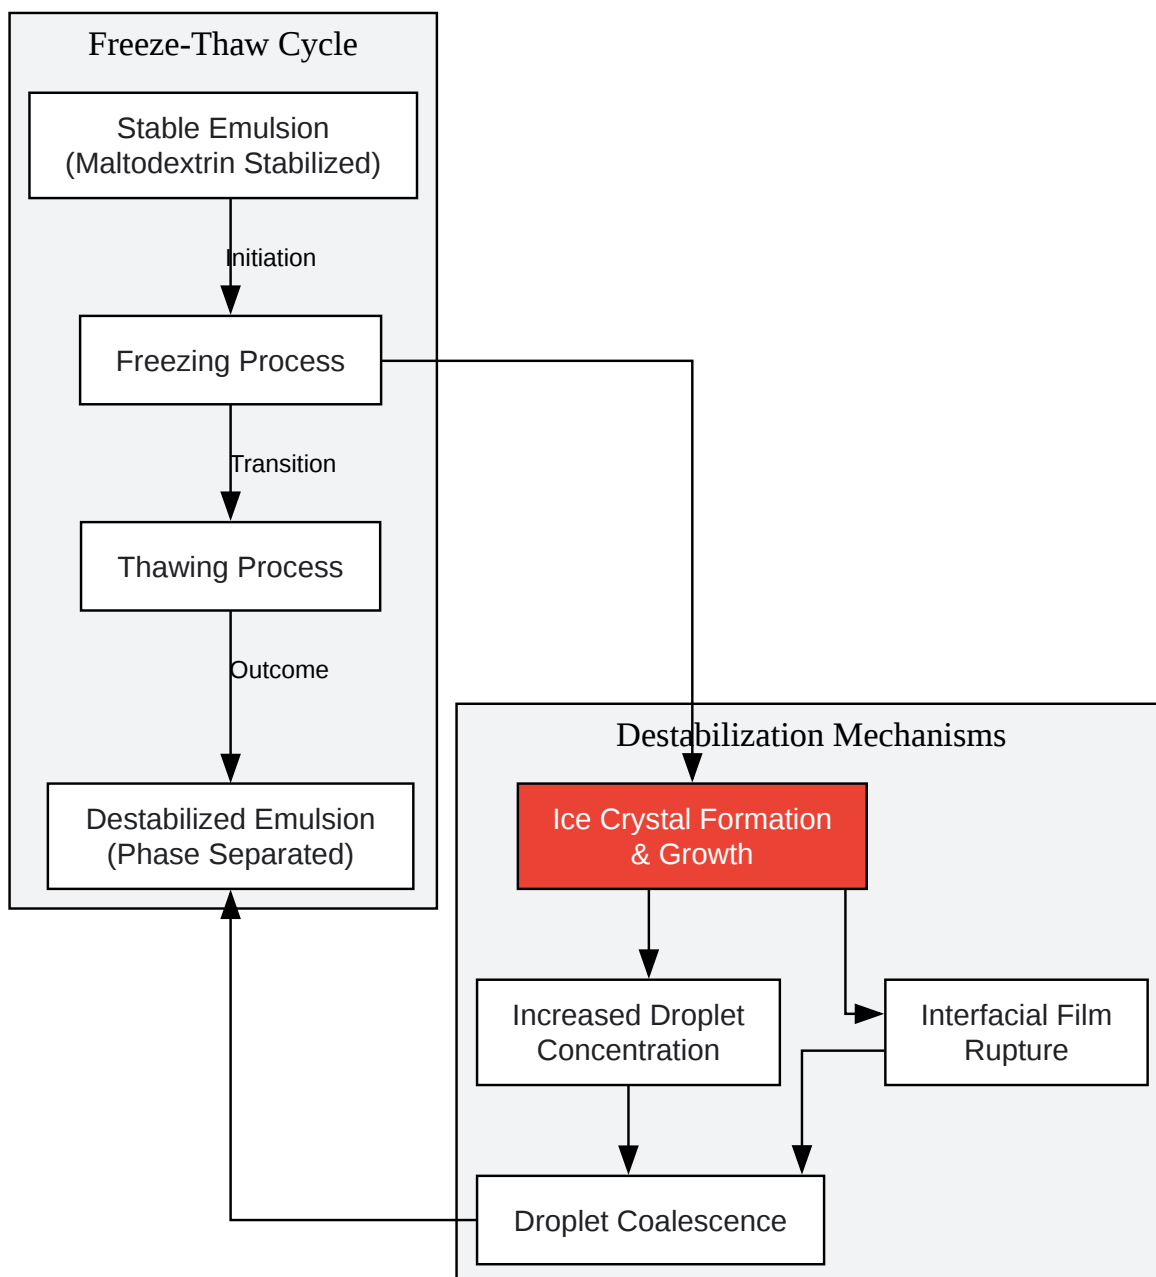 Freeze-Thaw Cycle
Stable Emulsion
(Maltodextrin Stabilized)
Initiation
Freezing Process
Transition
Thawing Process
Outcome
Destabilized Emulsion
(Phase Separated)
Destabilization Mechanisms
Ice Crystal Formation
& Growth
Increased Droplet
Concentration
Interfacial Film
Rupture
Droplet Coalescence